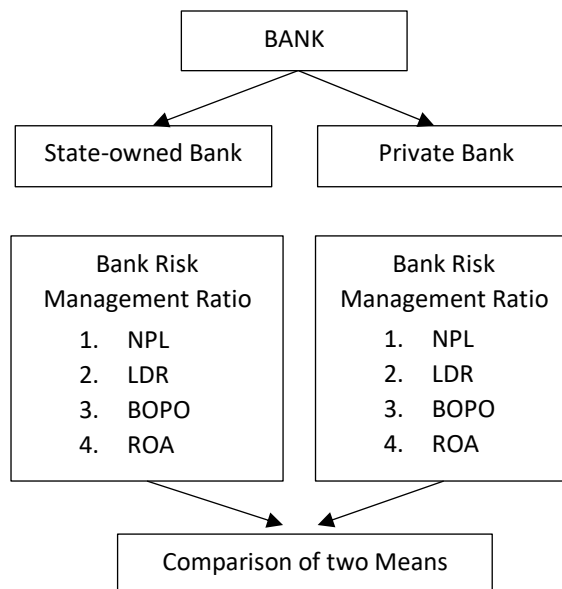 BANK
State-owned Bank
Private Bank
Bank Risk
Management Ratio
1. NPL
2. LDR
3. BOPO
4. ROA
Bank Risk
Management Ratio
1. NPL
2. LDR
3. BOPO
4. ROA
Comparison of two Means